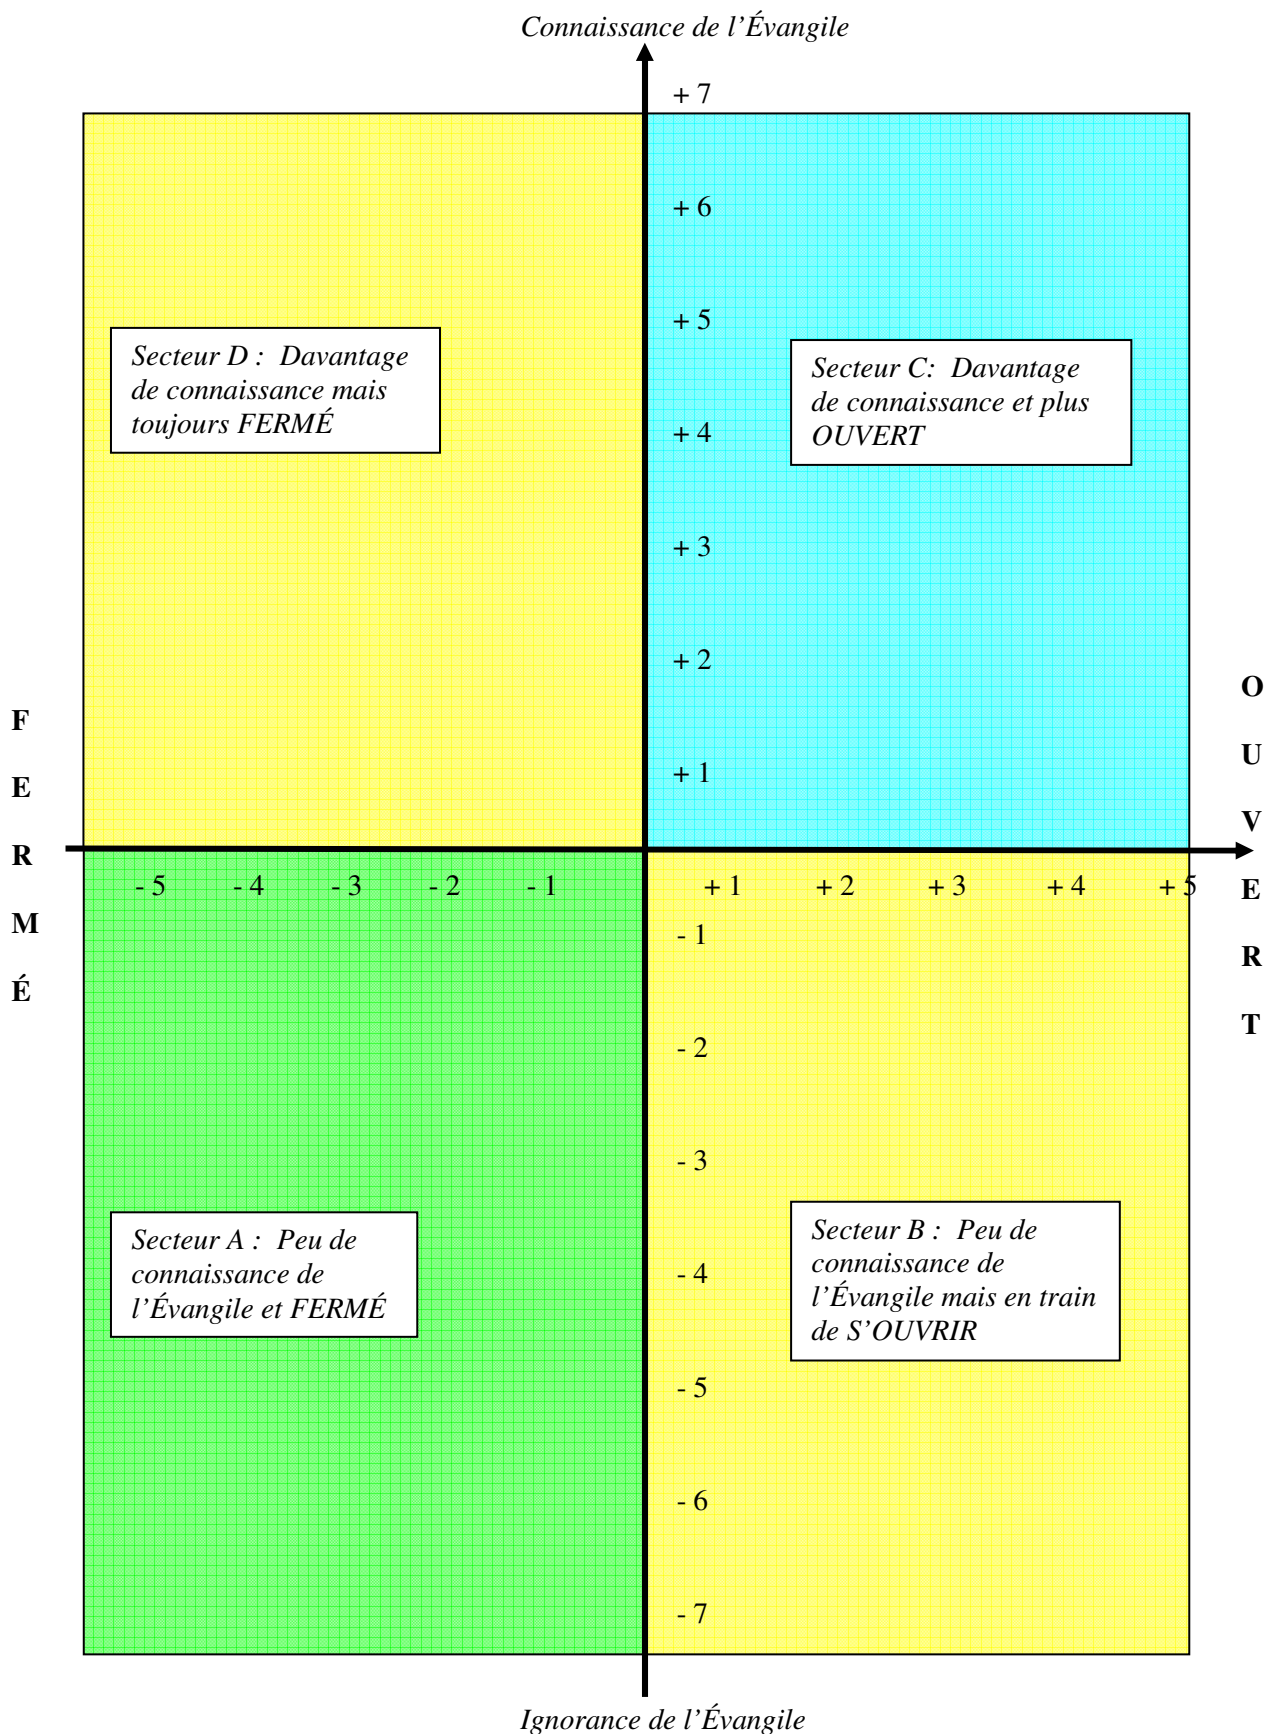 Connaissance de l’Évangile
+ 7
+ 6
+ 5
Secteur D : Davantage
de connaissance mais
toujours FERMÉ
Secteur C: Davantage
de connaissance et plus
OUVERT
+ 4
+ 3
+ 2
+ 1
F
E
R
M
É
O
U
V
E
R
T
- 5 - 4 - 3 - 2 - 1 + 1 + 2 + 3 + 4 + 5
- 1
- 2
- 3
Secteur A : Peu de
connaissance de
l’Évangile et FERMÉ
Secteur B : Peu de
connaissance de
l’Évangile mais en train
de S’OUVRIR
- 4
- 5
- 6
- 7
Ignorance de l’Évangile